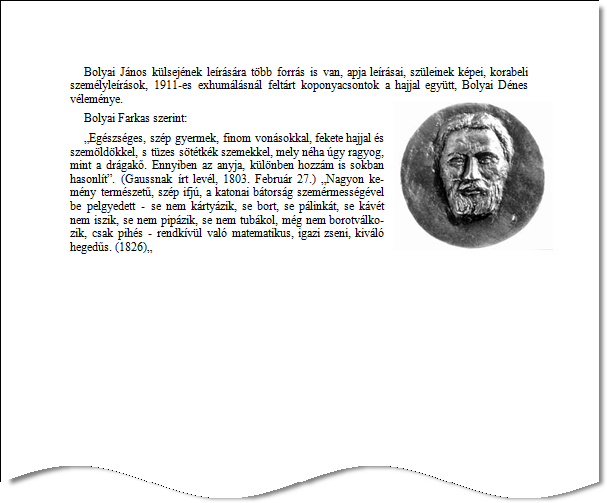 Bolyai János külsejének leírására több forrás is van, apja leírásai, szüleinek képei, korabeli
személyleírások, 1911-es exhumálásnál feltárt koponyacsontok a hajjal együtt, Bolyai Dénes
véleménye.
Bolyai Farkas szerint:
„Egészséges, szép gyermek, finom vonásokkal, fekete hajjal és
szemöldökkel, s tüzes sötétkék szemekkel, mely néha úgy ragyog,
mint a drágakő. Ennyiben az anyja, különben hozzám is sokban
hasonlít”. (Gaussnak írt levél, 1803. Február 27.) „Nagyon ke-
mény természetű, szép ifjú, a katonai bátorság szemérmességével
be pelgyedett - se nem kártyázik, se bort, se pálinkát, se kávét
nem iszik, se nem pipázik, se nem tubákol, még nem borotválko-
zik, csak pihés - rendkívül való matematikus, igazi zseni, kiváló
hegedűs. (1826)„